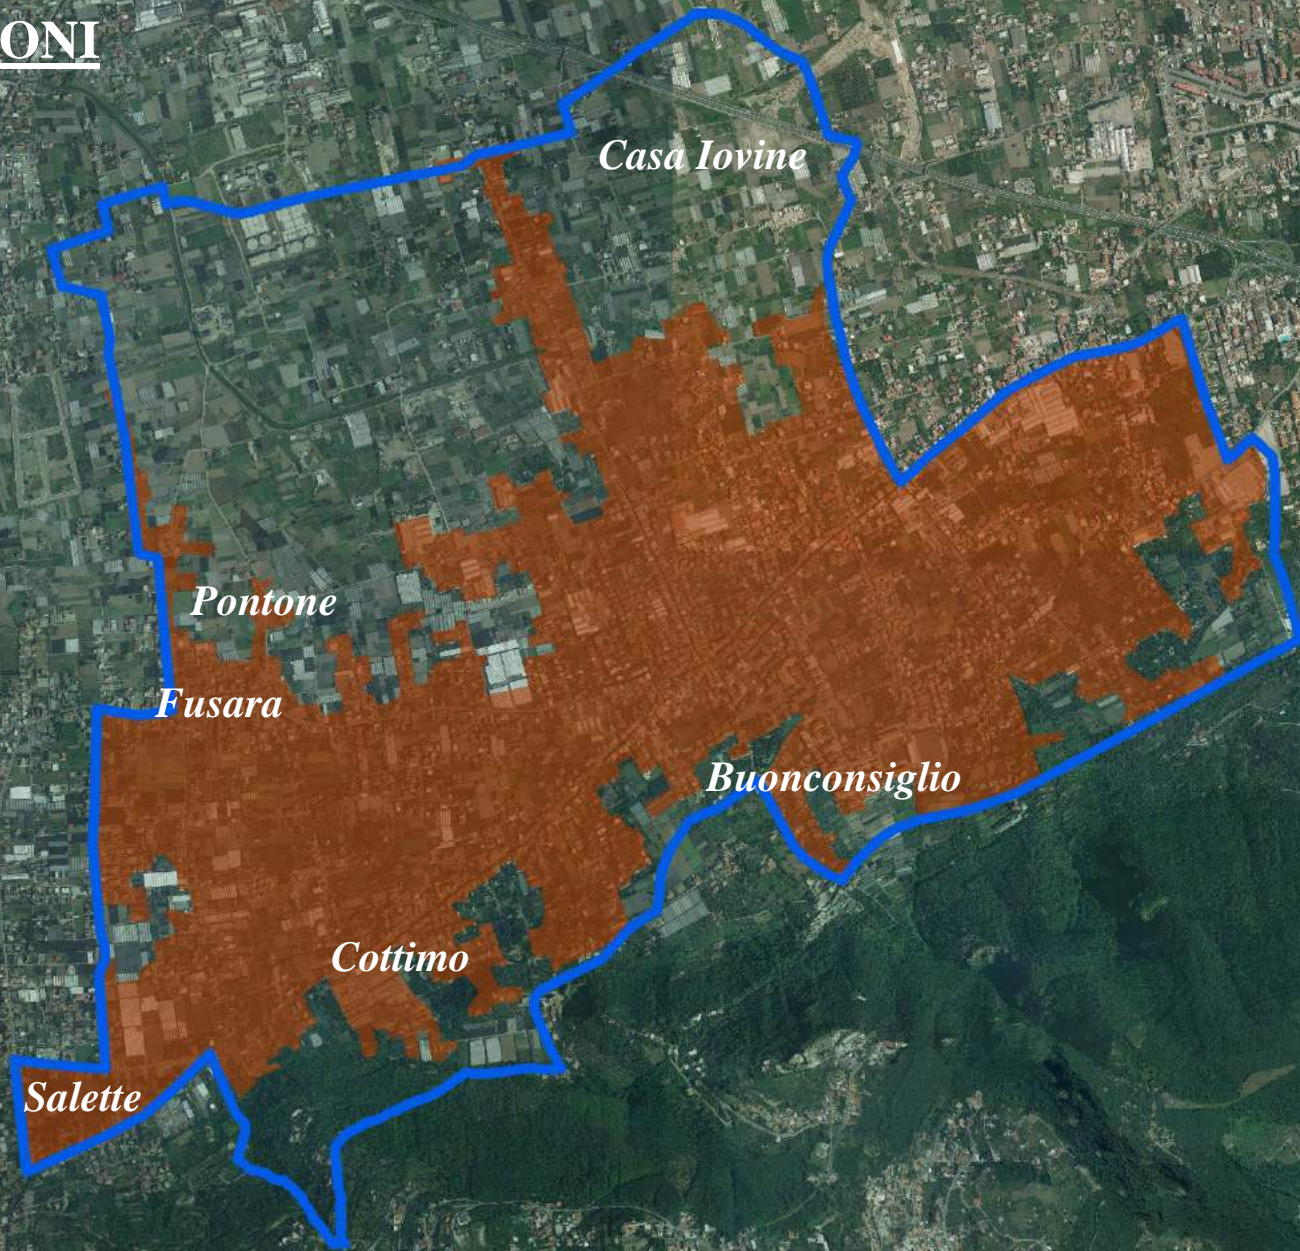 ONI
Casa Iovine
Pontone
Fusara
Buonconsiglio
Cottimo
Salette